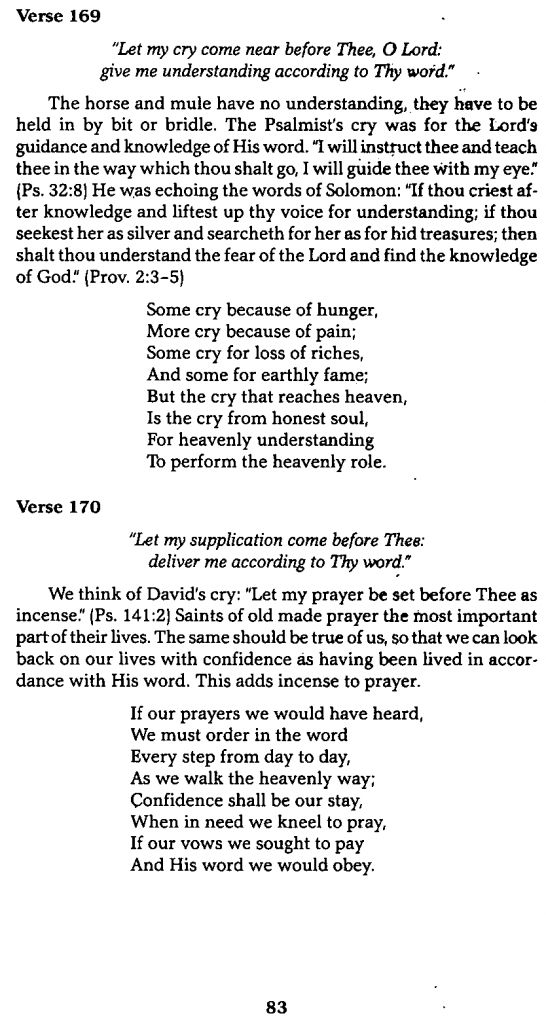 Verse 169
"Let my cry come near before Thee, O Lord:
give me understanding according to Thy word."
The horse and mule have no understanding, they have to be
held in by bit or bridle. The Psalmist's cry was for the Lord's
guidance and knowledge of His word. "I will instruct thee and teach
thee in the way which thou shalt go, I will guide thee with my eye."
(Ps. 32:8) He was echoing the words of Solomon: "If thou criest af-
ter knowledge and liftest up thy voice for understanding; if thou
seekest her as silver and searcheth for her as for hid treasures; then
shalt thou understand the fear of the Lord and find the knowledge
of God." (Prov. 2:3-5)
Some cry because of hunger,
More cry because of pain;
Some cry for loss of riches,
And some for earthly fame;
But the cry that reaches heaven,
Is the cry from honest soul,
For heavenly understanding
To perform the heavenly role.
Verse 170
"Let my supplication come before Thee:
deliver me according to Thy word."
We think of David's cry: "Let my prayer be set before Thee as
incense." (Ps. 141:2) Saints of old made prayer the most important
part of their lives. The same should be true of us, so that we can look
back on our lives with confidence as having been lived in accor-
dance with His word. This adds incense to prayer.
If our prayers we would have heard,
We must order in the word
Every step from day to day,
As we walk the heavenly way;
Confidence shall be our stay,
When in need we kneel to pray,
If our vows we sought to pay
And His word we would obey.
83